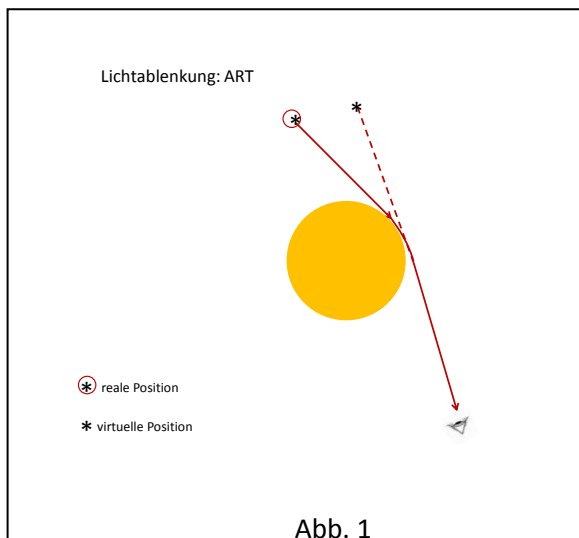 Lichtablenkung: ART
reale Position
virtuelle Position
Abb. 1